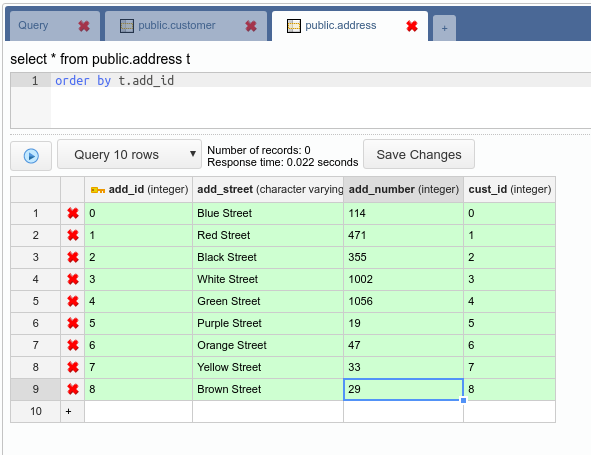 Query public.customer public.address +
select * from public.address t
1 order by t.add_id
Query 10 rows Number of records: 0 Save Changes
Response time: 0.022 seconds
add_id (integer) add_street (character varying add_number (integer) cust_id (integer)
1 0 Blue Street 114 0
2 1 Red Street 471 1
3 2 Black Street 355 2
4 3 White Street 1002 3
5 4 Green Street 1056 4
6 5 Purple Street 19 5
7 6 Orange Street 47 6
8 7 Yellow Street 33 7
9 8 Brown Street 29 8
10 +